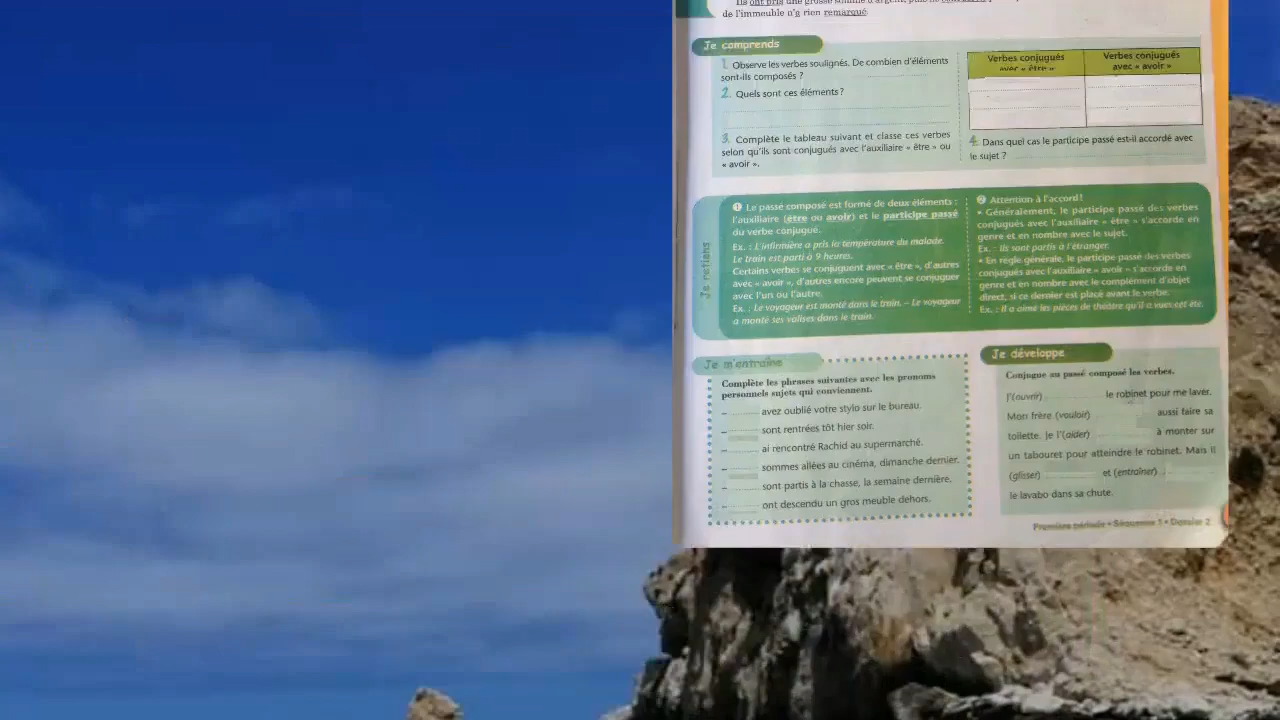 Ils ont pris une grosse somme d'argent, puis
de l'immeuble n'a rien remarqué.
Je comprends
1. Observe les verbes soulignés. De combien d'éléments
sont-ils composés ?
2. Quels sont ces éléments ?
3. Complète le tableau suivant et classe ces verbes
selon qu'ils sont conjugués avec l'auxiliaire « être » ou
« avoir ».
Verbes conjugués
avec « être »
Verbes conjugués
avec « avoir »
4. Dans quel cas le participe passé est-il accordé avec
le sujet ?
Je retiens
1 Le passé composé est formé de deux éléments :
l'auxiliaire (être ou avoir) et le participe passé
du verbe conjugué.
Ex. : L'infirmière a pris la température du malade.
Le train est parti à 9 heures.
Certains verbes se conjuguent avec « être », d'autres
avec « avoir », d'autres encore peuvent se conjuguer
avec l'un ou l'autre.
Ex. : Le voyageur est monté dans le train. – Le voyageur
a monté ses valises dans le train.
2 Attention à l'accord !
• Généralement, le participe passé des verbes
conjugués avec l'auxiliaire « être » s'accorde en
genre et en nombre avec le sujet.
Ex. : Ils sont partis à l'étranger.
• En règle générale, le participe passé des verbes
conjugués avec l'auxiliaire « avoir » s'accorde en
genre et en nombre avec le complément d'objet
direct, si ce dernier est placé avant le verbe.
Ex. : Il a aimé les pièces de théâtre qu'il a vues cet été.
Je m'entraîne
Complète les phrases suivantes avec les pronoms
personnels sujets qui conviennent.
– ........ avez oublié votre stylo sur le bureau.
– ........ sont rentrées tôt hier soir.
– ........ ai rencontré Rachid au supermarché.
– ........ sommes allées au cinéma, dimanche dernier.
– ........ sont partis à la chasse, la semaine dernière.
– ........ ont descendu un gros meuble dehors.
Je développe
Conjugue au passé composé les verbes.
J'(ouvrir) ........ le robinet pour me laver.
Mon frère (vouloir) ........ aussi faire sa
toilette. Je l'(aider) ........ à monter sur
un tabouret pour atteindre le robinet. Mais il
(glisser) ........ et (entraîner) ........
le lavabo dans sa chute.
Première période • Séquence 1 • Dossier 2